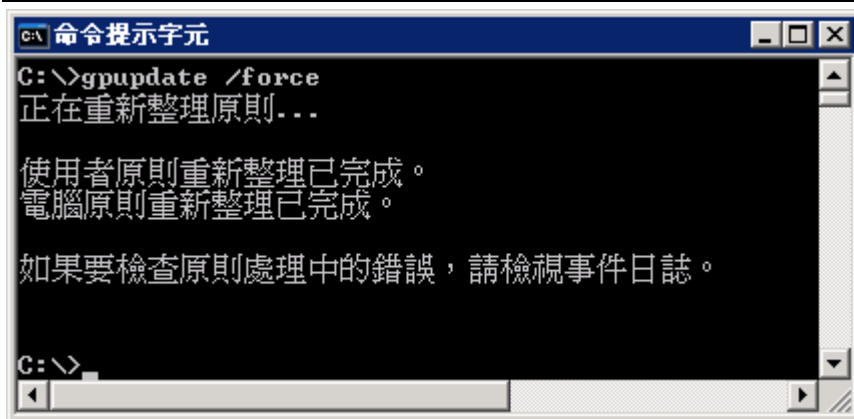 命令提示字元
C:\>gpupdate /force
正在重新整理原則...
使用者原則重新整理已完成。
電腦原則重新整理已完成。
如果要檢查原則處理中的錯誤，請檢視事件日誌。
C:\>_